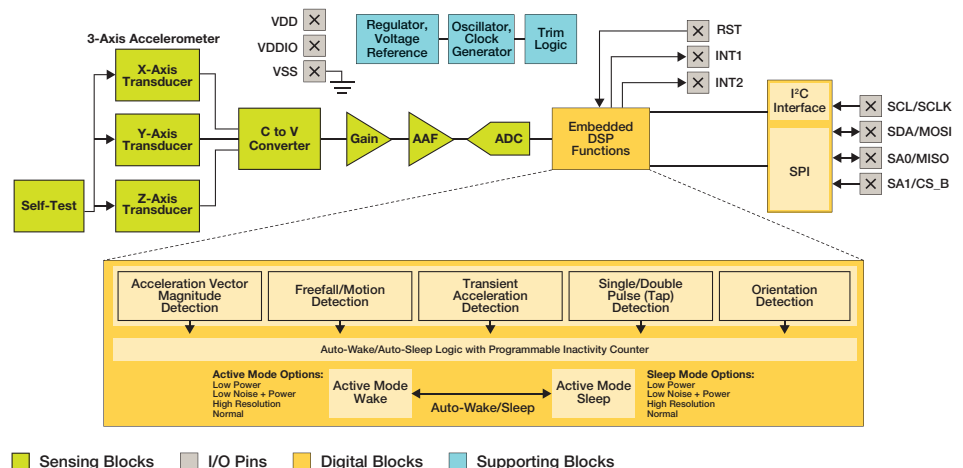 VDD
VDDIO
VSS
Regulator,
Voltage
Reference
Oscillator,
Clock
Generator
Trim
Logic
RST
INT1
INT2
3-Axis Accelerometer
X-Axis
Transducer
Y-Axis
Transducer
Z-Axis
Transducer
Self-Test
C to V
Converter
Gain
AAF
ADC
Embedded
DSP
Functions
I²C
Interface
SPI
SCL/SCLK
SDA/MOSI
SA0/MISO
SA1/CS_B
Acceleration Vector
Magnitude
Detection
Freefall/Motion
Detection
Transient
Acceleration
Detection
Single/Double
Pulse (Tap)
Detection
Orientation
Detection
Auto-Wake/Auto-Sleep Logic with Programmable Inactivity Counter
Active Mode Options:
Low Power
Low Noise + Power
High Resolution
Normal
Active Mode
Wake
Auto-Wake/Sleep
Active Mode
Sleep
Sleep Mode Options:
Low Power
Low Noise + Power
High Resolution
Normal
Sensing Blocks
I/O Pins
Digital Blocks
Supporting Blocks